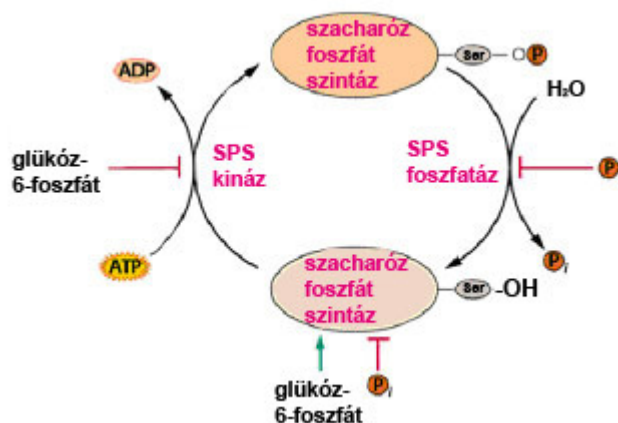 szacharóz
foszfát
szintáz
Ser
O P
ADP
H₂O
glükóz-
6-foszfát
SPS
kináz
SPS
foszfatáz
P
ATP
Pi
szacharóz
foszfát
szintáz
Ser
-OH
glükóz-
6-foszfát
Pi